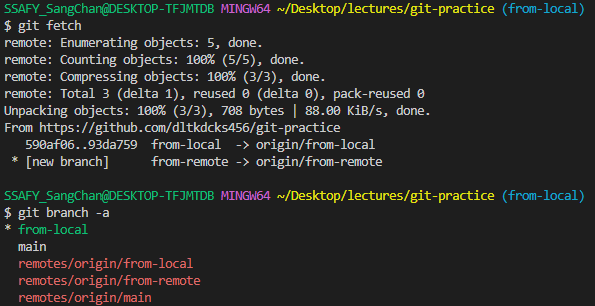 SSAFY_SangChan@DESKTOP-TFJMTDB MINGW64 ~/Desktop/lectures/git-practice (from-local)
$ git fetch
remote: Enumerating objects: 5, done.
remote: Counting objects: 100% (5/5), done.
remote: Compressing objects: 100% (3/3), done.
remote: Total 3 (delta 1), reused 0 (delta 0), pack-reused 0
Unpacking objects: 100% (3/3), 708 bytes | 88.00 KiB/s, done.
From https://github.com/dltkdcks456/git-practice
   590af06..93da759  from-local  -> origin/from-local
 * [new branch]      from-remote -> origin/from-remote
SSAFY_SangChan@DESKTOP-TFJMTDB MINGW64 ~/Desktop/lectures/git-practice (from-local)
$ git branch -a
* from-local
  main
  remotes/origin/from-local
  remotes/origin/from-remote
  remotes/origin/main